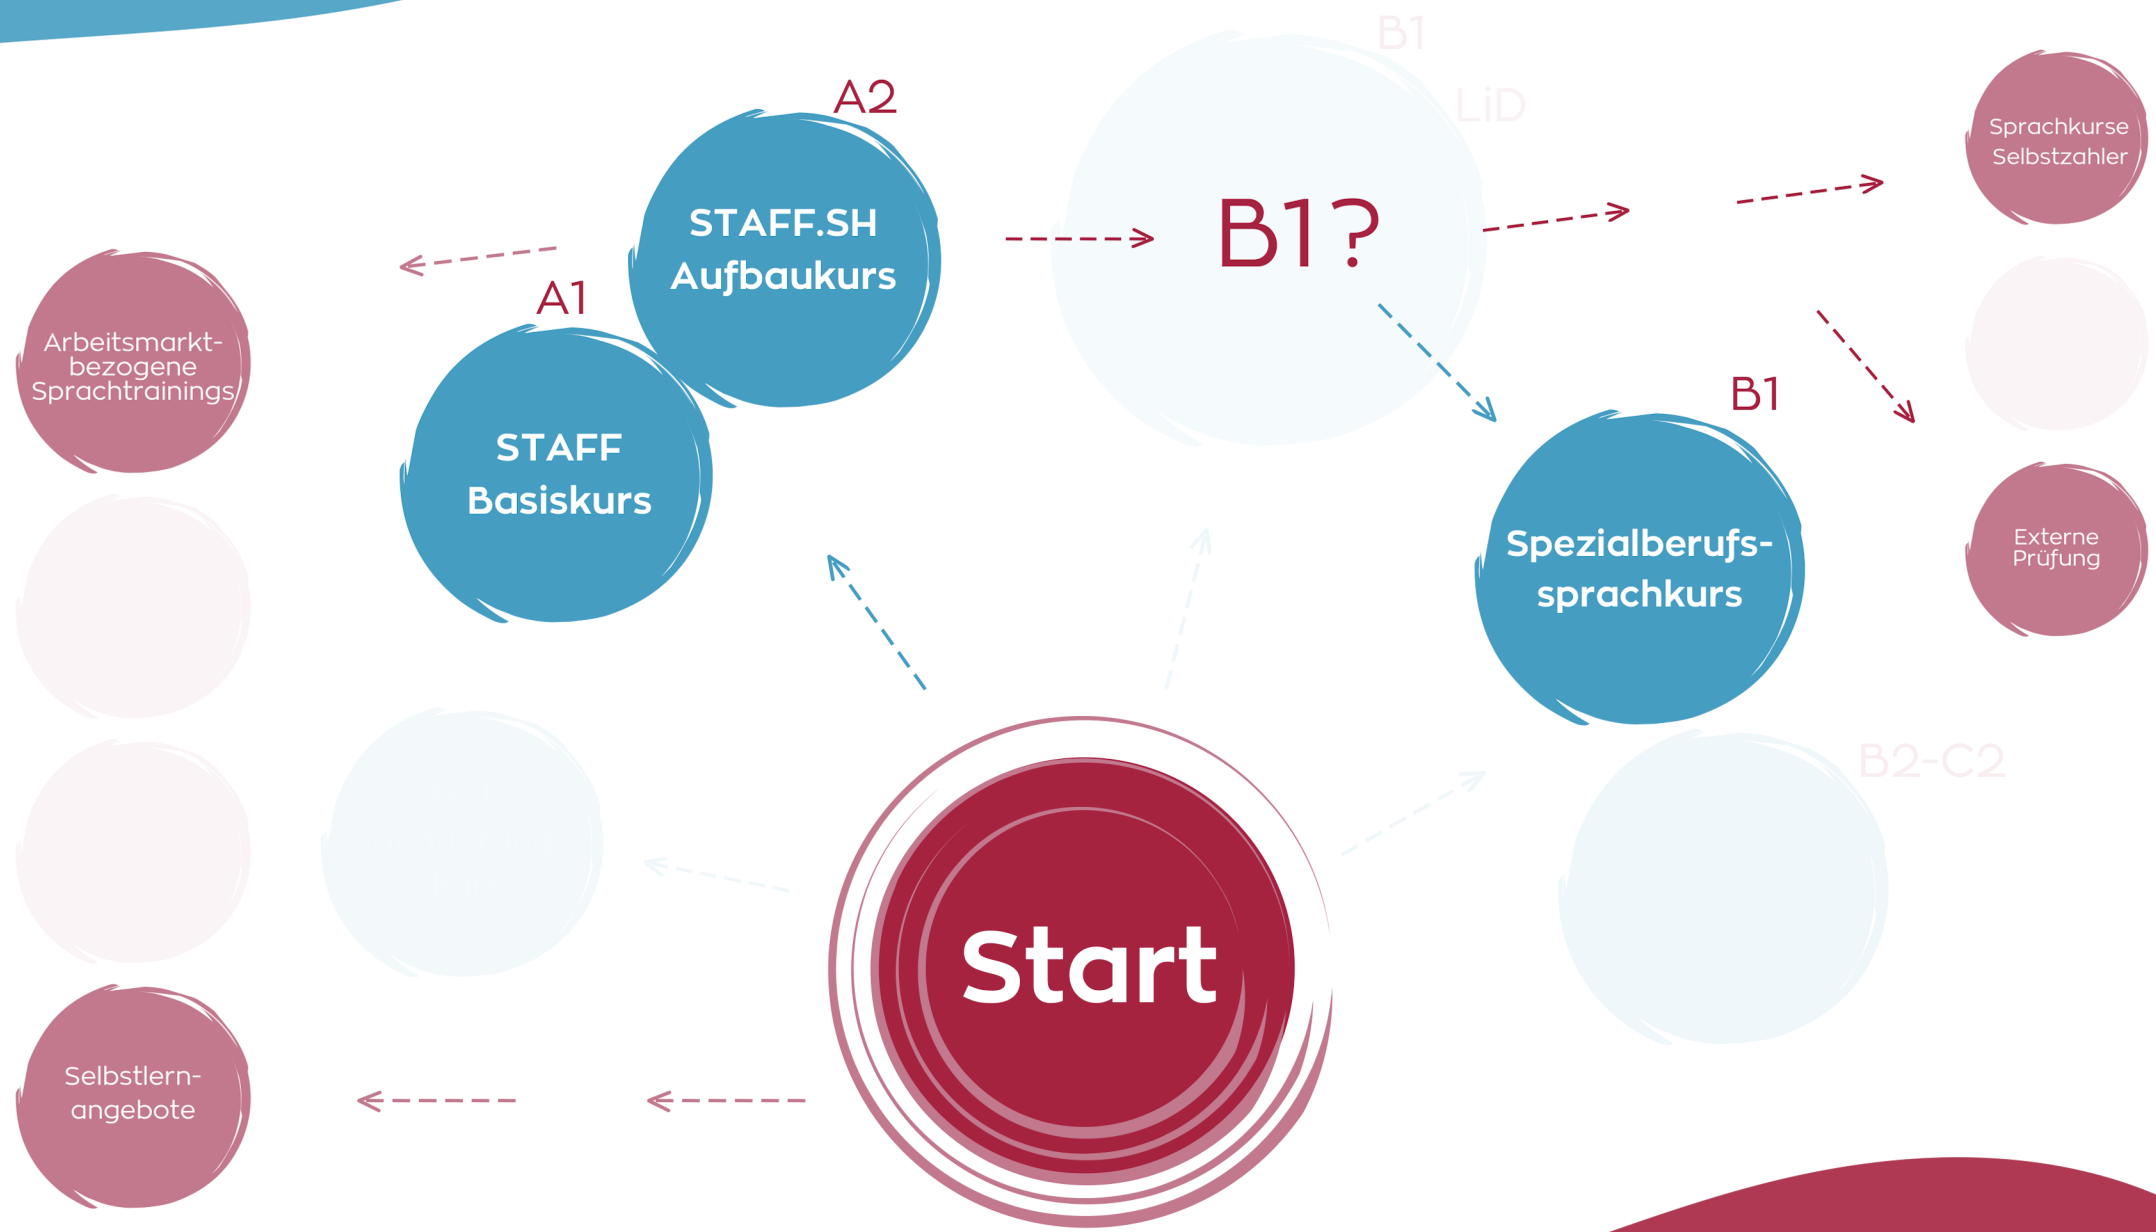 B1
LiD
A2
STAFF.SH
Aufbaukurs
B1?
Sprachkurse
Selbstzahler
A1
STAFF
Basiskurs
Arbeitsmarkt-
bezogene
Sprachtrainings
B1
Spezialberufs-
sprachkurs
Externe
Prüfung
B2-C2
Start
Selbstlern-
angebote